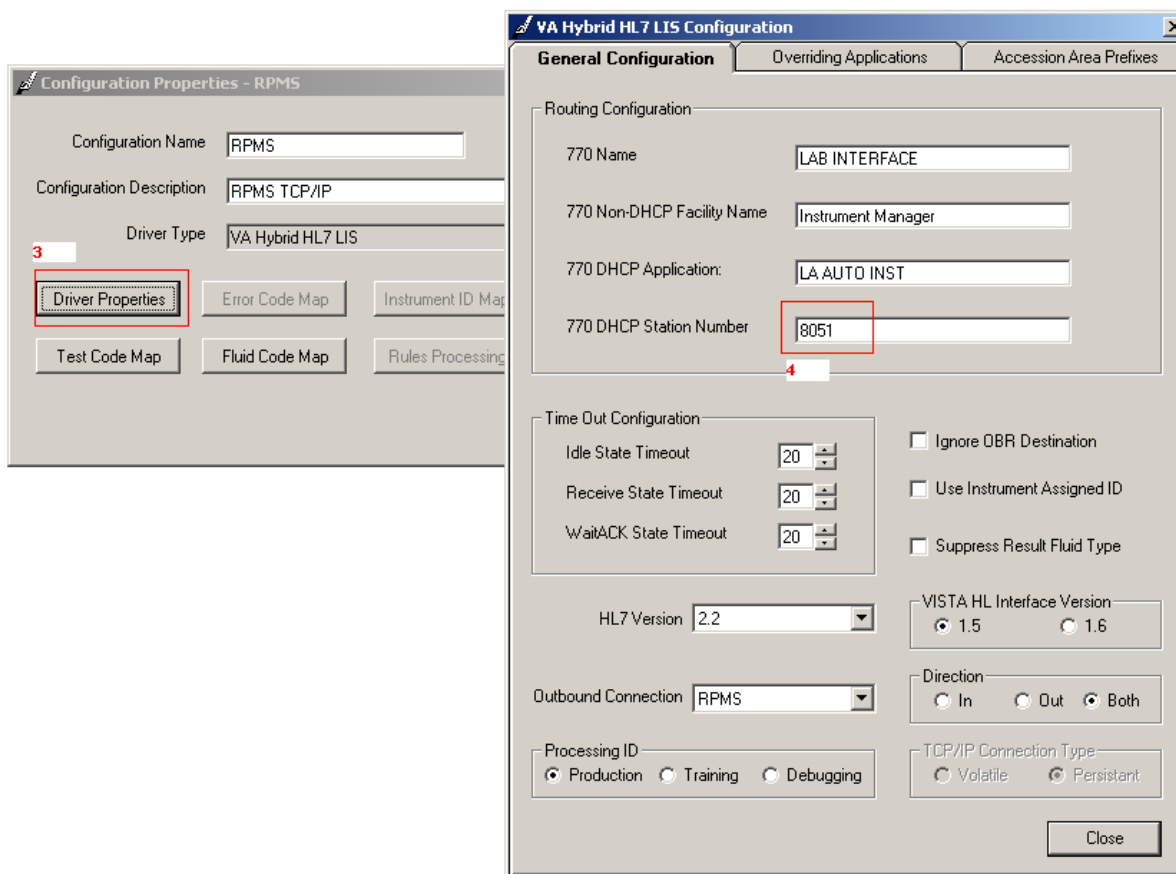 Configuration Properties - RPMS
Configuration Name RPMS
Configuration Description RPMS TCP/IP
Driver Type VA Hybrid HL7 LIS
3
Driver Properties Error Code Map Instrument ID Map
Test Code Map Fluid Code Map Rules Processing
VA Hybrid HL7 LIS Configuration
General Configuration Overriding Applications Accession Area Prefixes
Routing Configuration
770 Name LAB INTERFACE
770 Non-DHCP Facility Name Instrument Manager
770 DHCP Application: LA AUTO INST
770 DHCP Station Number 8051
4
Time Out Configuration
Idle State Timeout 20
Receive State Timeout 20
WaitACK State Timeout 20
Ignore OBR Destination
Use Instrument Assigned ID
Suppress Result Fluid Type
HL7 Version 2.2
VISTA HL Interface Version
1.5 1.6
Outbound Connection RPMS
Direction
In Out Both
Processing ID
Production Training Debugging
TCP/IP Connection Type
Volatile Persistant
Close